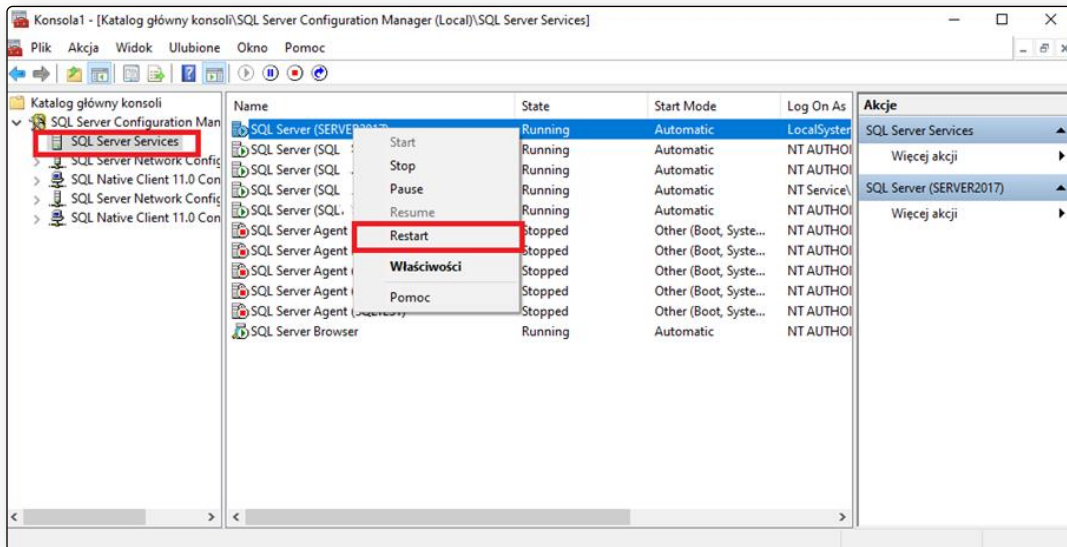 Konsola1 - [Katalog główny konsoli\SQL Server Configuration Manager (Local)\SQL Server Services]
Plik Akcja Widok Ulubione Okno Pomoc
Katalog główny konsoli
SQL Server Configuration Man
SQL Server Services
SQL Server Network Config
SQL Native Client 11.0 Con
SQL Server Network Config
SQL Native Client 11.0 Con
Name State Start Mode Log On As
SQL Server (SERVER2017) Running Automatic LocalSystem
SQL Server (SQL Running Automatic NT AUTHOI
SQL Server (SQL Running Automatic NT AUTHOI
SQL Server (SQL Running Automatic NT Service\
SQL Server (SQL. Running Automatic NT AUTHOI
SQL Server Agent Stopped Other (Boot, Syste... NT AUTHOI
SQL Server Agent Stopped Other (Boot, Syste... NT AUTHOI
SQL Server Agent Stopped Other (Boot, Syste... NT AUTHOI
SQL Server Agent Stopped Other (Boot, Syste... NT AUTHOI
SQL Server Agent (SQLTEST) Stopped Other (Boot, Syste... NT AUTHOI
SQL Server Browser Running Automatic NT AUTHOI
Start
Stop
Pause
Resume
Restart
Właściwości
Pomoc
Akcje
SQL Server Services
Więcej akcji
SQL Server (SERVER2017)
Więcej akcji